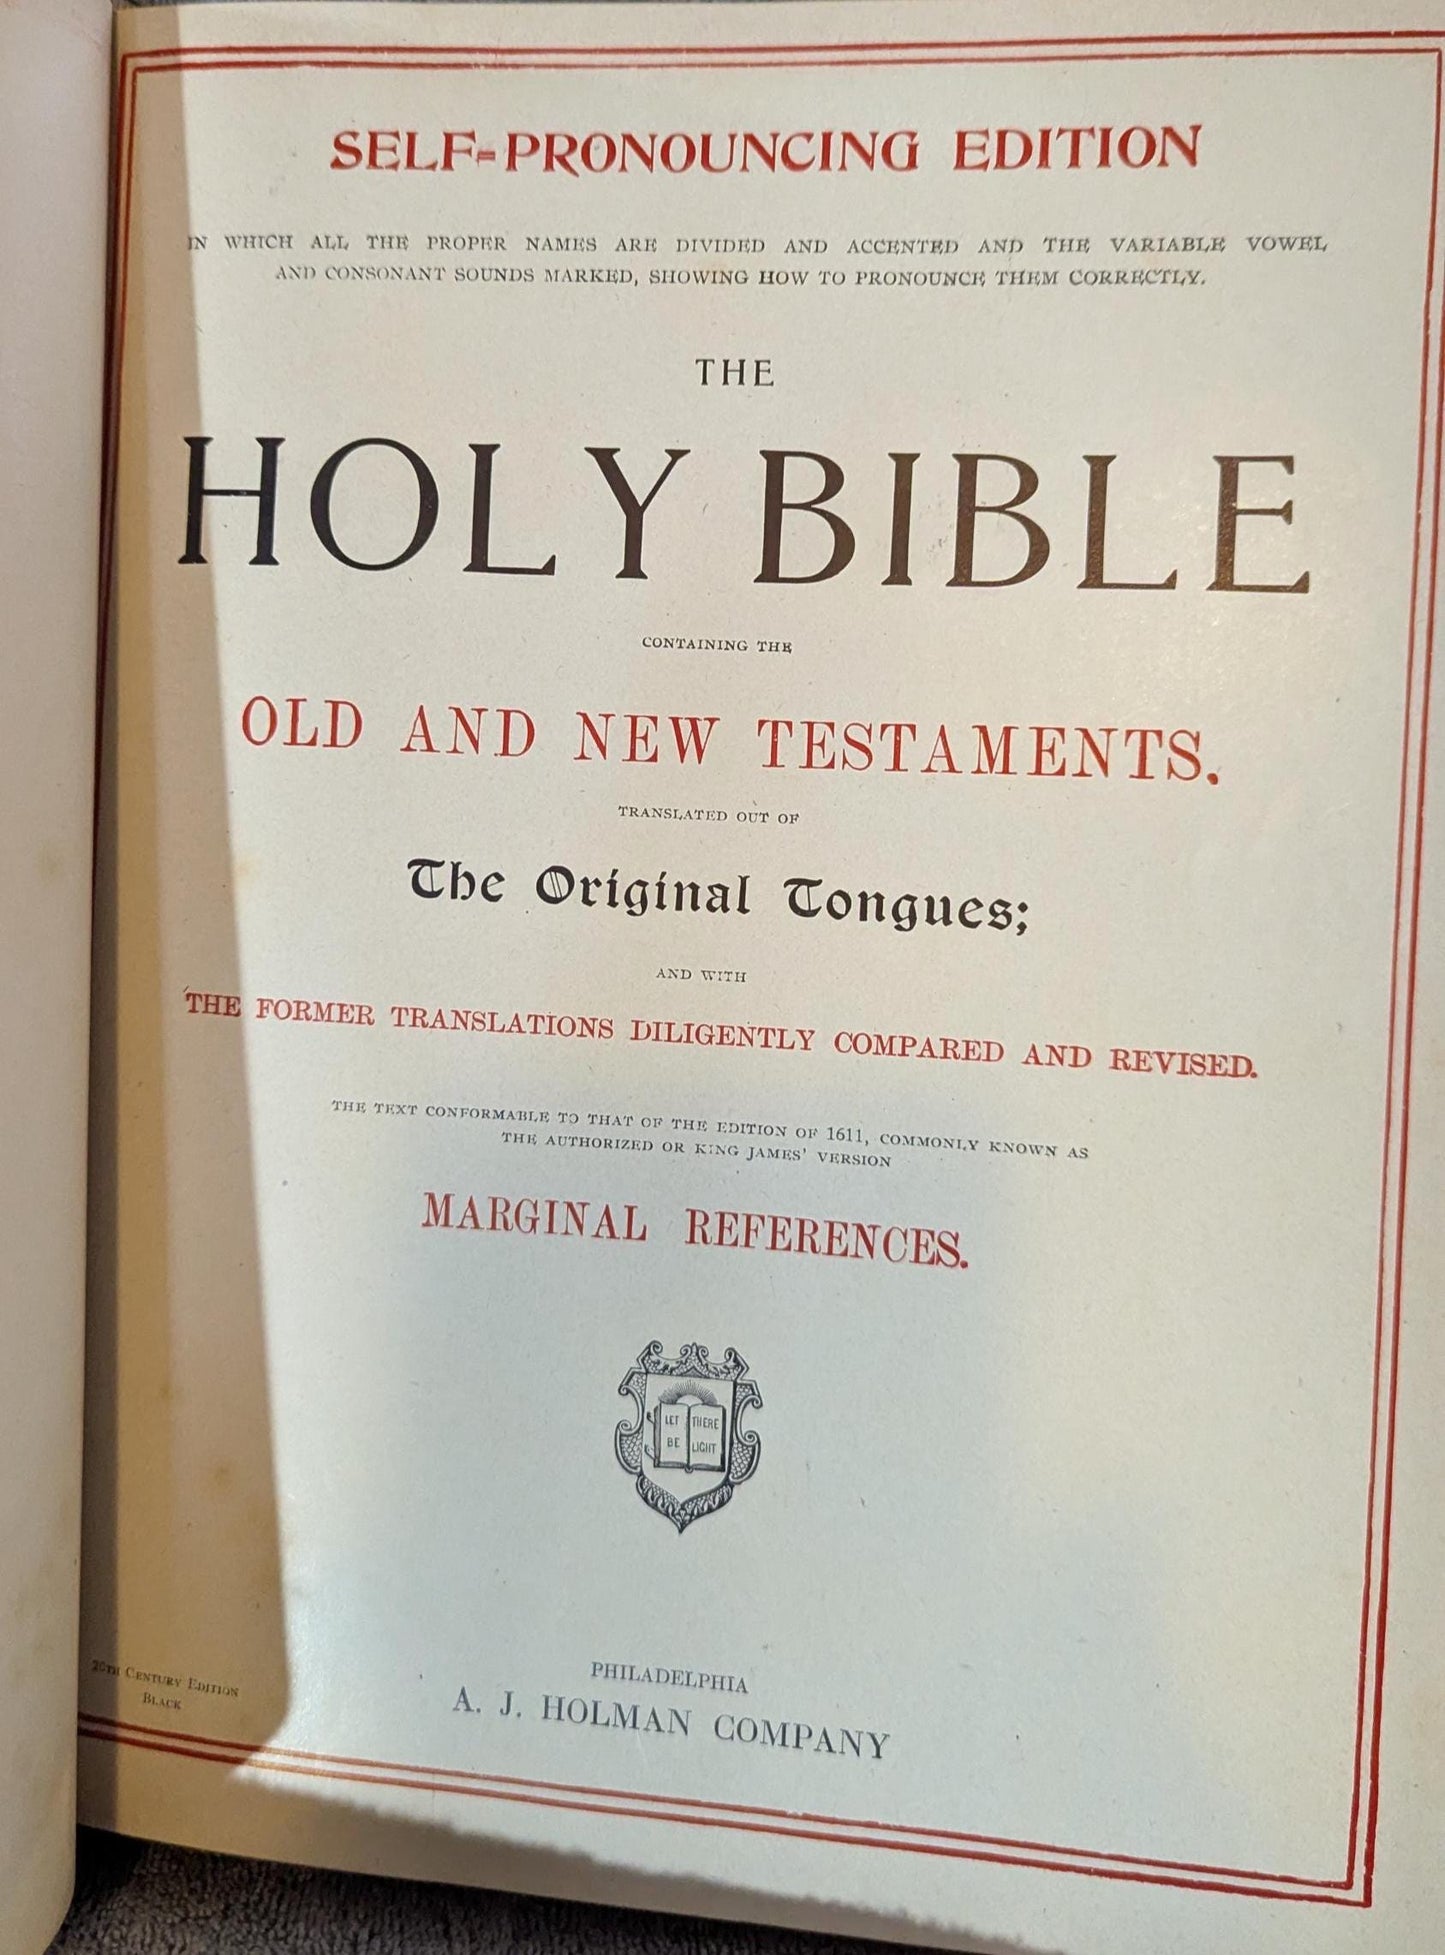 SELF-PRONOUNCING EDITION
IN WHICH ALL THE PROPER NAMES ARE DIVIDED AND ACCENTED AND THE VARIABLE VOWEL
AND CONSONANT SOUNDS MARKED, SHOWING HOW TO PRONOUNCE THEM CORRECTLY.
THE
HOLY BIBLE
CONTAINING THE
OLD AND NEW TESTAMENTS.
TRANSLATED OUT OF
The Original Tongues;
AND WITH
THE FORMER TRANSLATIONS DILIGENTLY COMPARED AND REVISED.
THE TEXT CONFORMABLE TO THAT OF THE EDITION OF 1611, COMMONLY KNOWN AS
THE AUTHORIZED OR KING JAMES' VERSION
MARGINAL REFERENCES.
LET THERE
BE LIGHT
PHILADELPHIA
A. J. HOLMAN COMPANY
20TH CENTURY EDITION
BLACK